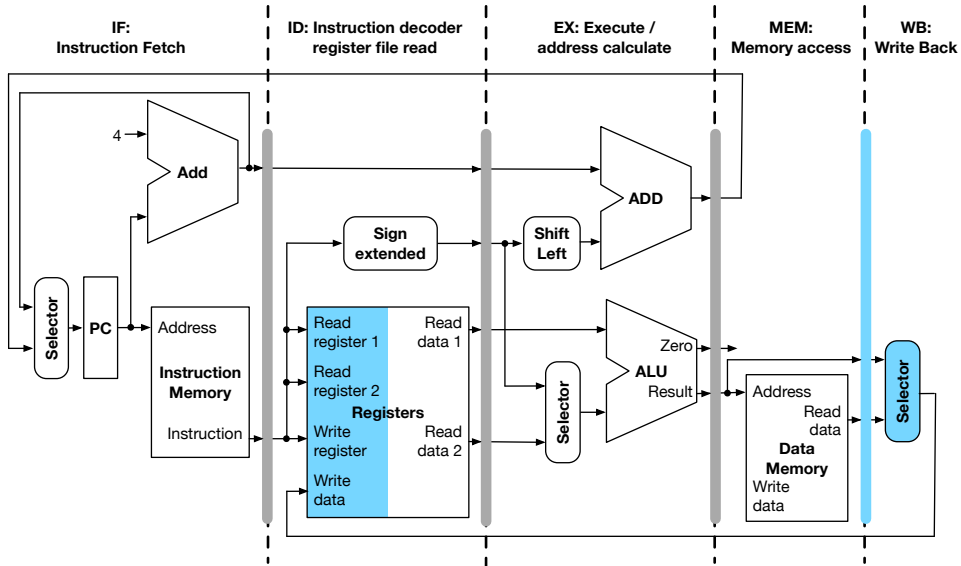 IF:
Instruction Fetch
ID: Instruction decoder
register file read
EX: Execute /
address calculate
MEM:
Memory access
WB:
Write Back
4
Add
ADD
Sign
extended
Shift
Left
Selector
PC
Address
Instruction
Memory
Instruction
Read
register 1
Read
register 2
Registers
Write
register
Write
data
Read
data 1
Read
data 2
Selector
Zero
ALU
Result
Address
Read
data
Data
Memory
Write
data
Selector